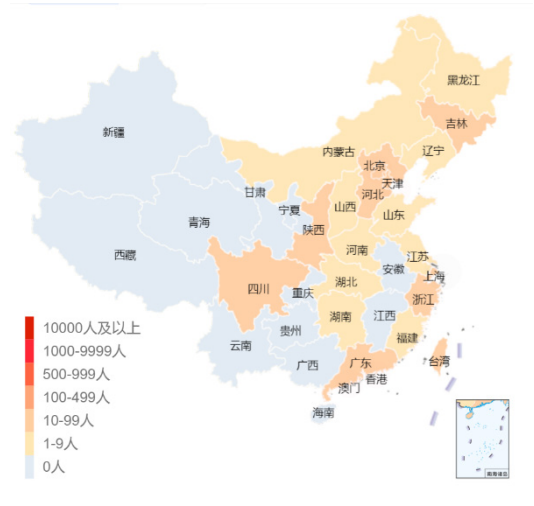 黑龙江
吉林
新疆
辽宁
内蒙古
北京
天津
甘肃
河北
宁夏
山西
山东
青海
陕西
河南
西藏
江苏
安徽
上海
四川
湖北
重庆
浙江
湖南
江西
贵州
云南
福建
广西
广东
台湾
香港
澳门
海南
10000人及以上
1000-9999人
500-999人
100-499人
10-99人
1-9人
0人
南海诸岛